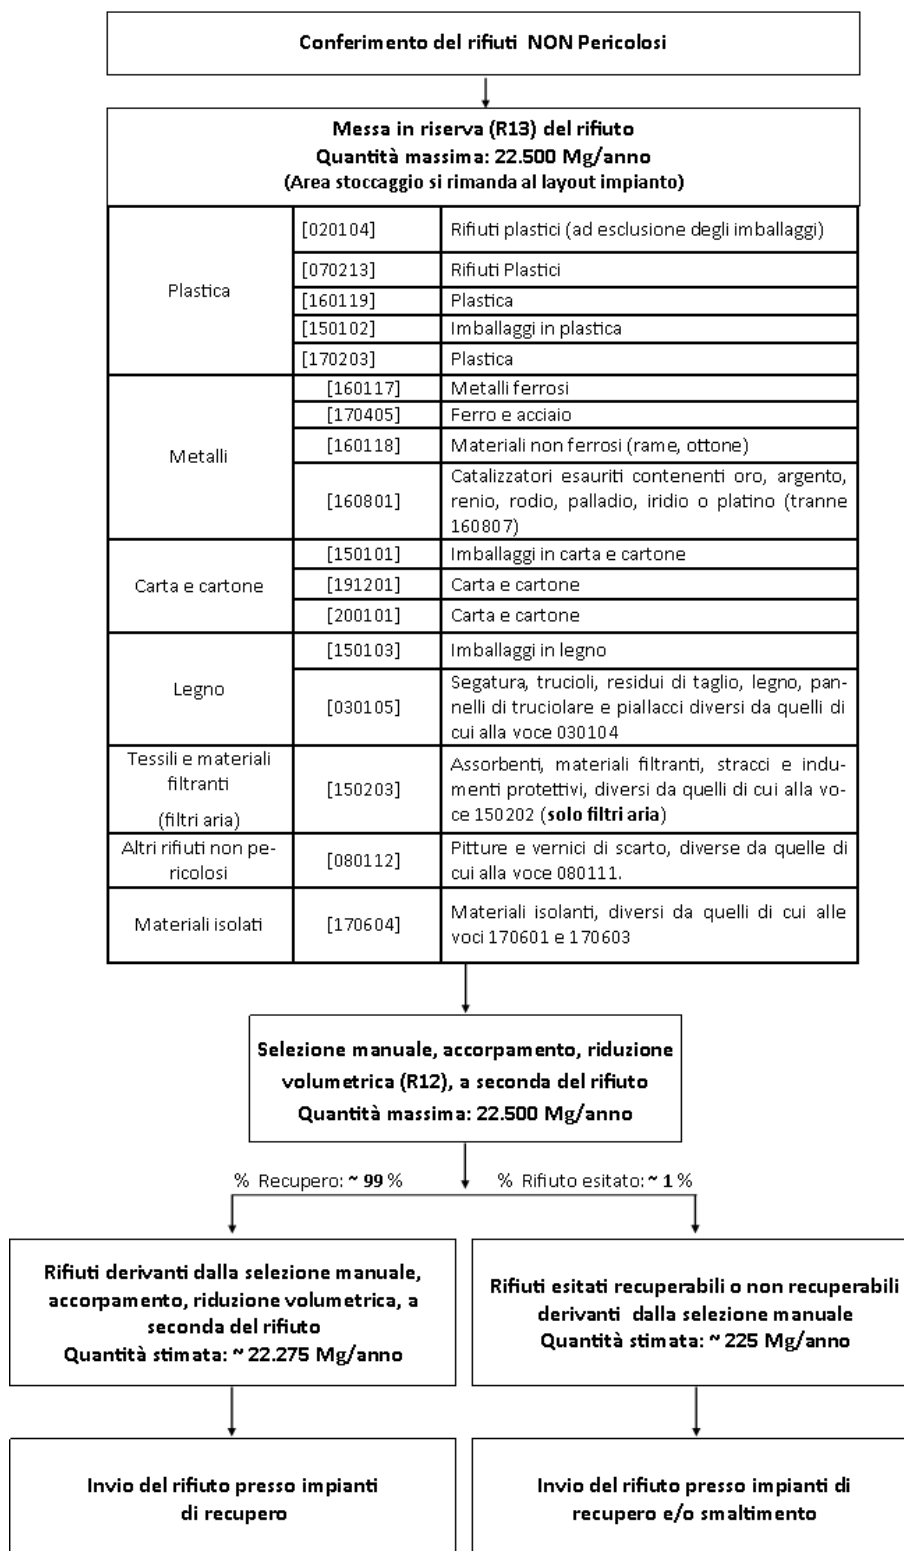 Conferimento del rifiuti NON Pericolosi
Messa in riserva (R13) del rifiuto
Quantità massima: 22.500 Mg/anno
(Area stoccaggio si rimanda al layout impianto)
Plastica
[020104]
Rifiuti plastici (ad esclusione degli imballaggi)
[070213]
Rifiuti Plastici
[160119]
Plastica
[150102]
Imballaggi in plastica
[170203]
Plastica
Metalli
[160117]
Metalli ferrosi
[170405]
Ferro e acciaio
[160118]
Materiali non ferrosi (rame, ottone)
[160801]
Catalizzatori esauriti contenenti oro, argento,
renio, rodio, palladio, iridio o platino (tranne
160807)
Carta e cartone
[150101]
Imballaggi in carta e cartone
[191201]
Carta e cartone
[200101]
Carta e cartone
Legno
[150103]
Imballaggi in legno
[030105]
Segatura, trucioli, residui di taglio, legno, pan-
nelli di truciolare e piallacci diversi da quelli di
cui alla voce 030104
Tessili e materiali
filtranti
(filtri aria)
[150203]
Assorbenti, materiali filtranti, stracci e indu-
menti protettivi, diversi da quelli di cui alla vo-
ce 150202 (solo filtri aria)
Altri rifiuti non pe-
ricolosi
[080112]
Pitture e vernici di scarto, diverse da quelle di
cui alla voce 080111.
Materiali isolati
[170604]
Materiali isolanti, diversi da quelli di cui alle
voci 170601 e 170603
Selezione manuale, accorpamento, riduzione
volumetrica (R12), a seconda del rifiuto
Quantità massima: 22.500 Mg/anno
% Recupero: ~ 99 %
% Rifiuto esitato: ~ 1 %
Rifiuti derivanti dalla selezione manuale,
accorpamento, riduzione volumetrica, a
seconda del rifiuto
Quantità stimata: ~ 22.275 Mg/anno
Rifiuti esitati recuperabili o non recuperabili
derivanti dalla selezione manuale
Quantità stimata: ~ 225 Mg/anno
Invio del rifiuto presso impianti
di recupero
Invio del rifiuto presso impianti di
recupero e/o smaltimento